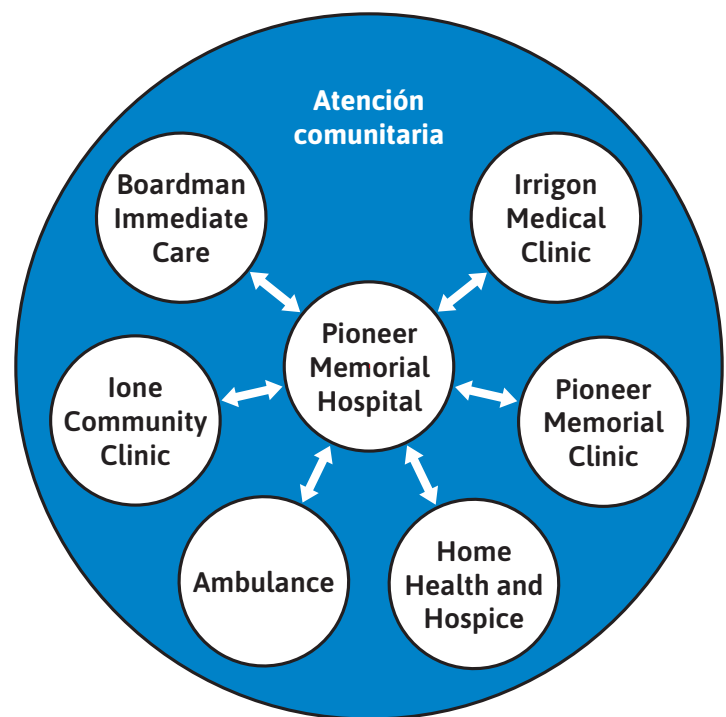 Atención
comunitaria
Boardman
Immediate
Care
Irrigon
Medical
Clinic
Pioneer
Memorial
Hospital
Ione
Community
Clinic
Pioneer
Memorial
Clinic
Ambulance
Home
Health and
Hospice